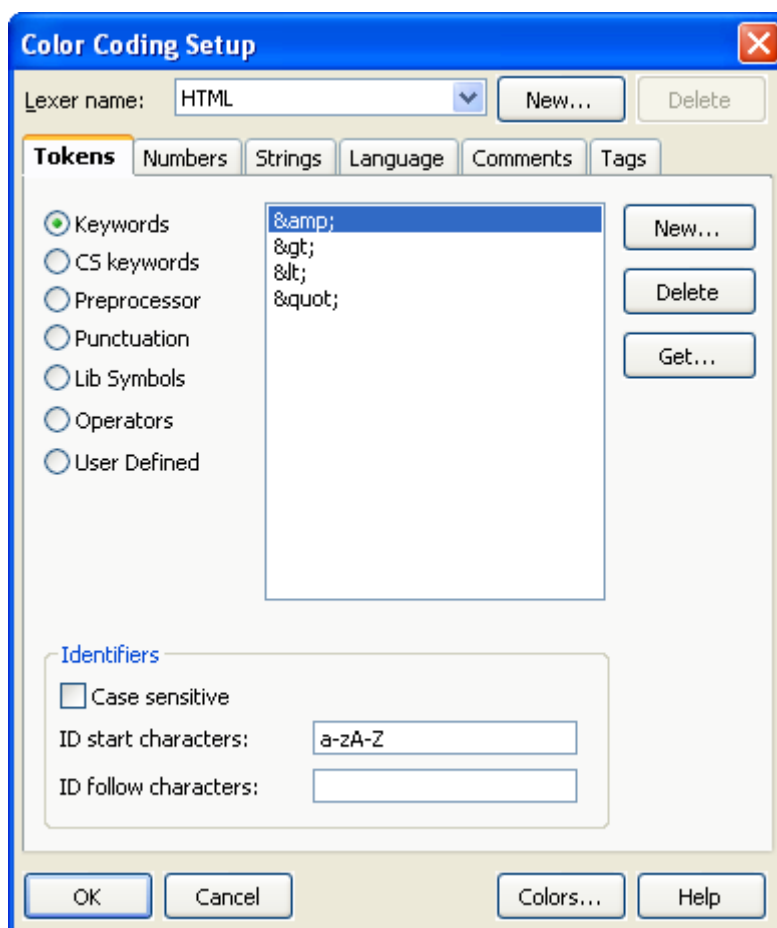 Color Coding Setup
Lexer name: HTML New... Delete
Tokens Numbers Strings Language Comments Tags
Keywords
CS keywords
Preprocessor
Punctuation
Lib Symbols
Operators
User Defined
&amp;
&gt;
&lt;
&quot;
New...
Delete
Get...
Identifiers
Case sensitive
ID start characters: a-zA-Z
ID follow characters:
OK Cancel Colors... Help